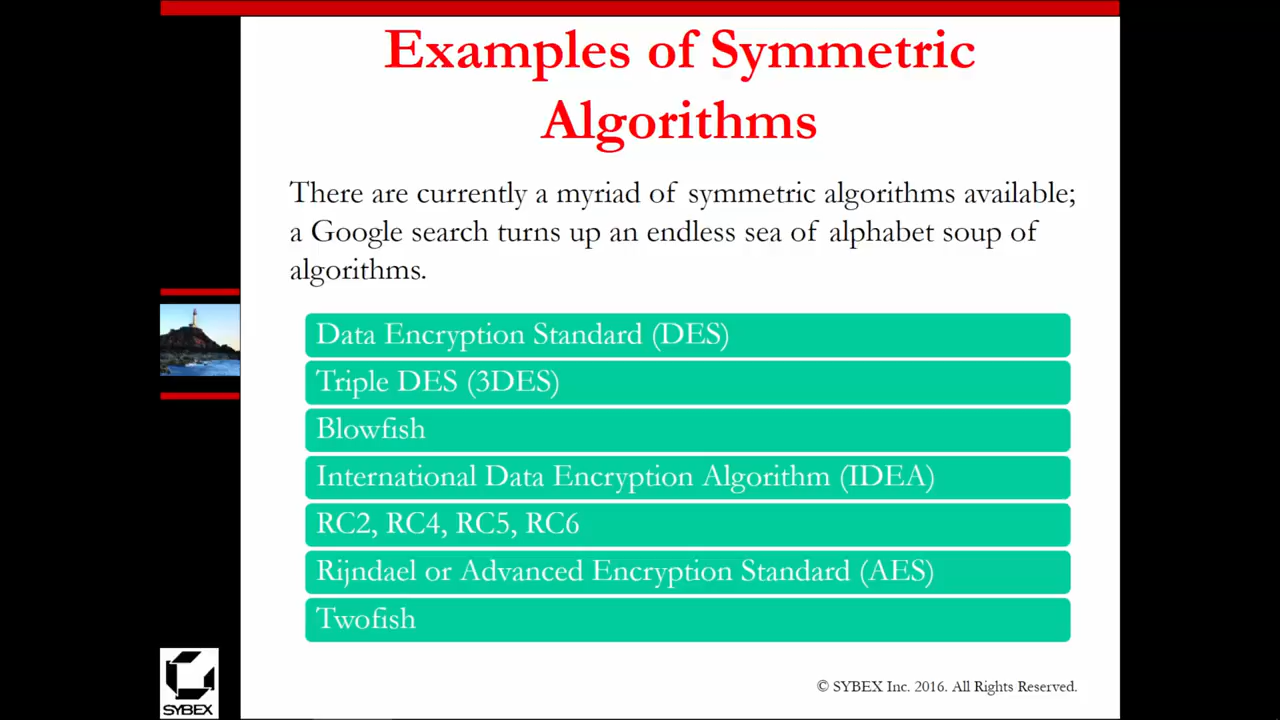 Examples of Symmetric
Algorithms
There are currently a myriad of symmetric algorithms available;
a Google search turns up an endless sea of alphabet soup of
algorithms.
Data Encryption Standard (DES)
Triple DES (3DES)
Blowfish
International Data Encryption Algorithm (IDEA)
RC2, RC4, RC5, RC6
Rijndael or Advanced Encryption Standard (AES)
Twofish
© SYBEX Inc. 2016. All Rights Reserved.
SYBEX